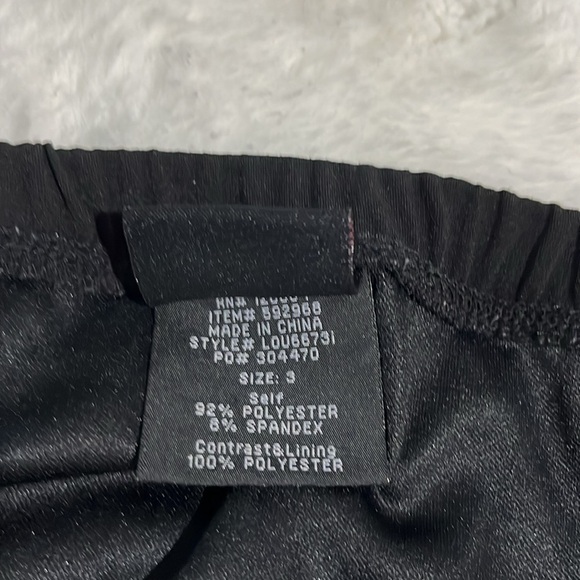 RN#
ITEM# 592968
MADE IN CHINA
STYLE# LOU66731
PO# 304470
SIZE: 3
Self
92% POLYESTER
8% SPANDEX
Contrast&Lining
100% POLYESTER